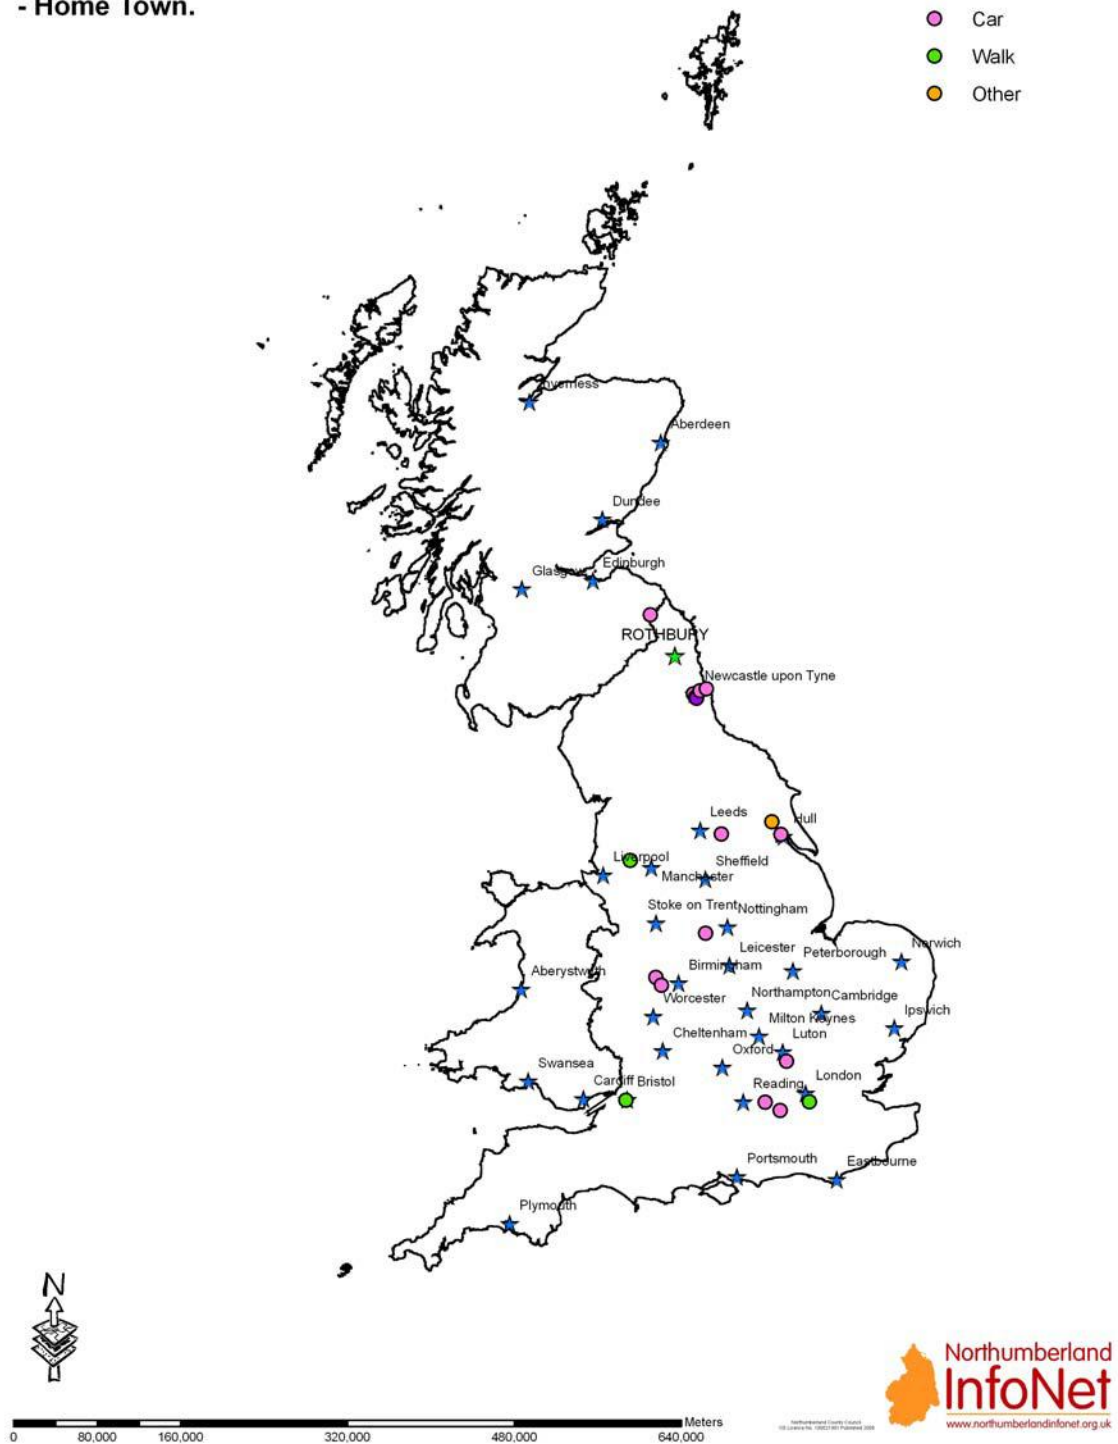 - Home Town.
Car
Walk
Other
Inverness
Aberdeen
Dundee
Edinburgh
Glasgow
ROTHBURY
Newcastle upon Tyne
Leeds
Hull
Liverpool
Sheffield
Manchester
Stoke on Trent
Nottingham
Leicester
Peterborough
Norwich
Birmingham
Aberystwyth
Northampton
Cambridge
Worcester
Ipswich
Milton Keynes
Cheltenham
Luton
Oxford
Swansea
London
Cardiff
Bristol
Reading
Portsmouth
Eastbourne
Plymouth
N
Northumberland
InfoNet
www.northumberlandinfonet.org.uk
Meters
0 80,000 160,000 320,000 480,000 640,000
Northumberland County Council